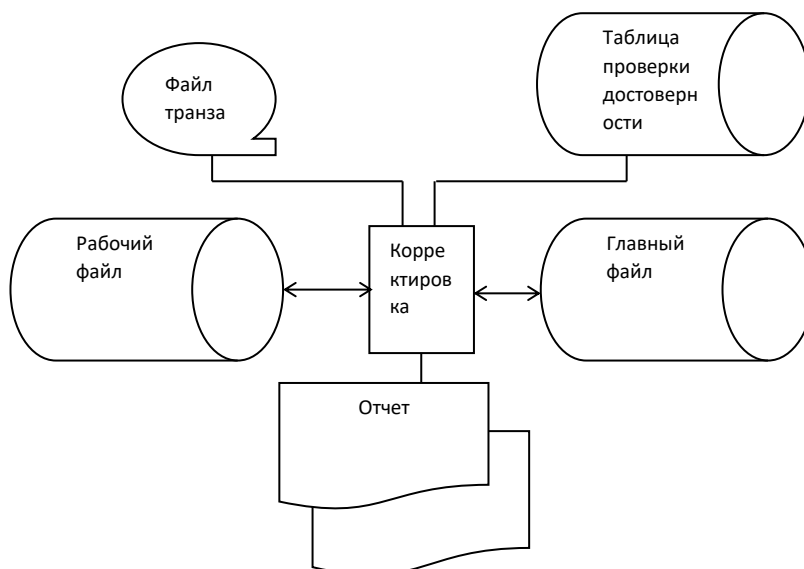 Файл
транза
Таблица
проверки
достоверн
ости
Рабочий
файл
Корре
ктиров
ка
Главный
файл
Отчет